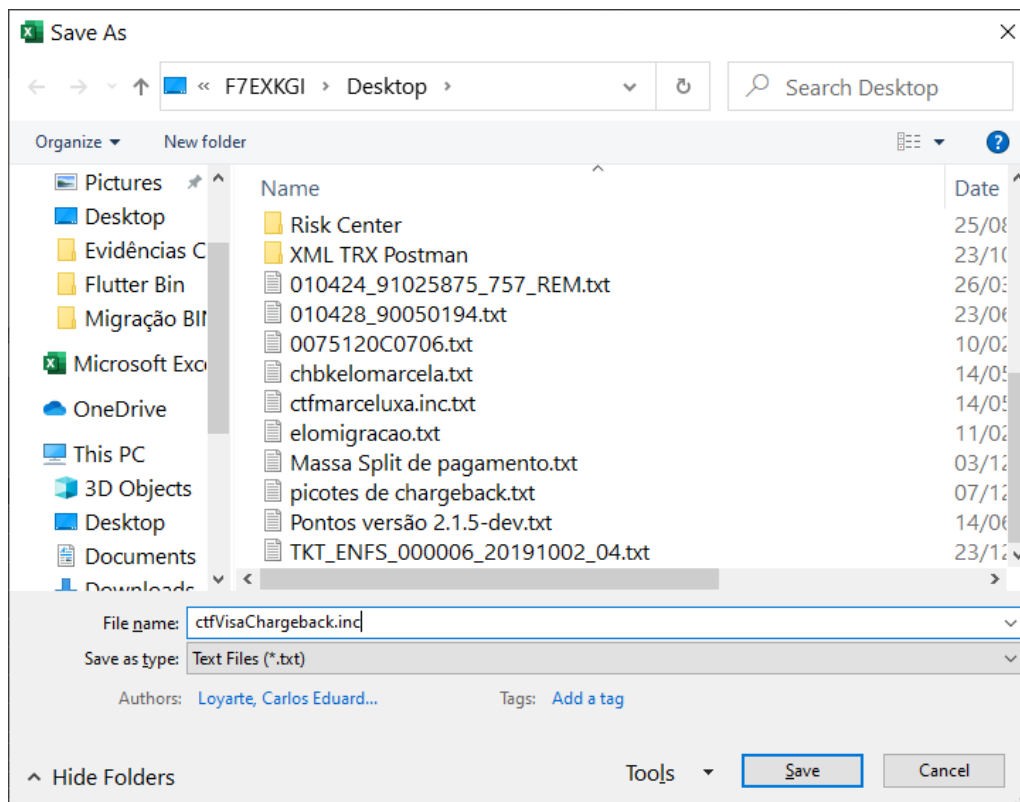 Save As
« F7EXKGI › Desktop ›
Search Desktop
Organize
New folder
Name
Date
Pictures
Desktop
Evidências C
Flutter Bin
Migração BI
Microsoft Exc
OneDrive
This PC
3D Objects
Desktop
Documents
Downloads
Risk Center 25/08
XML TRX Postman 23/10
010424_91025875_757_REM.txt 26/03
010428_90050194.txt 23/06
0075120C0706.txt 10/02
chbkelomarcela.txt 14/05
ctfmarceluxa.inc.txt 14/05
elomigracao.txt 11/02
Massa Split de pagamento.txt 03/12
picotes de chargeback.txt 07/12
Pontos versão 2.1.5-dev.txt 14/06
TKT_ENFS_000006_20191002_04.txt 23/12
File name: ctfVisaChargeback.inc
Save as type: Text Files (*.txt)
Authors: Loyarte, Carlos Eduard...
Tags: Add a tag
Hide Folders
Tools
Save
Cancel